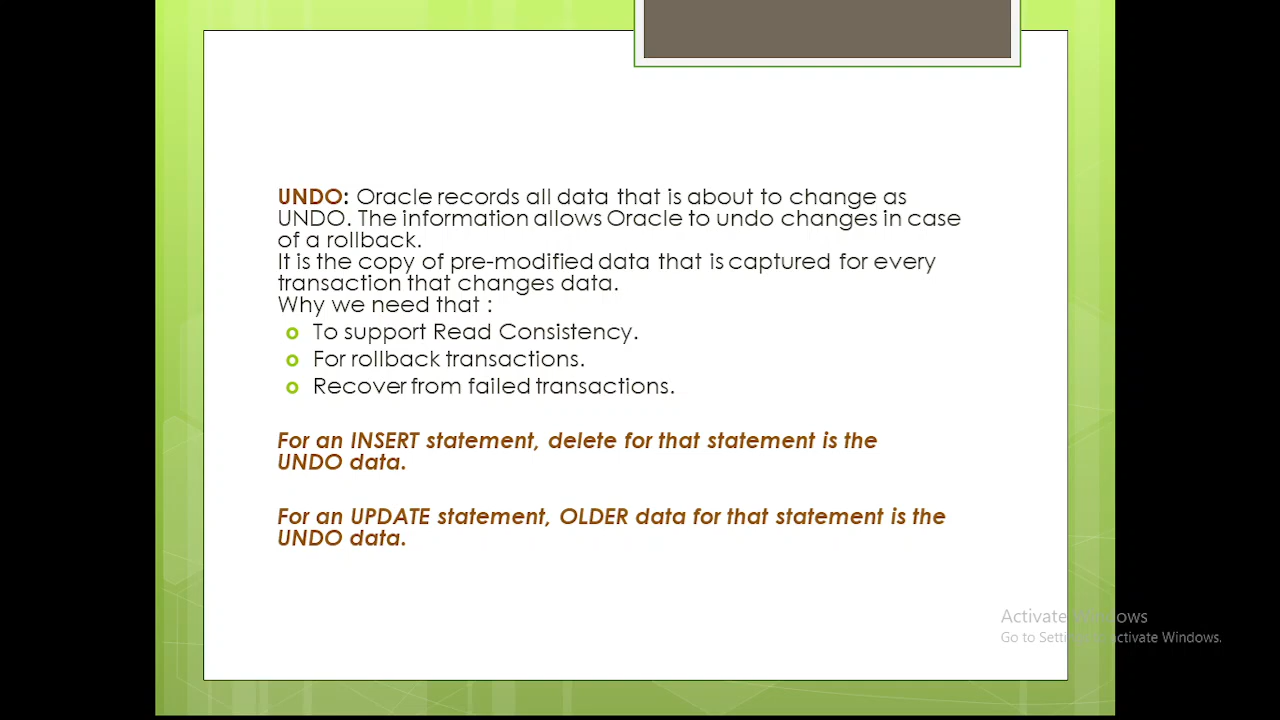 UNDO: Oracle records all data that is about to change as
UNDO. The information allows Oracle to undo changes in case
of a rollback.
It is the copy of pre-modified data that is captured for every
transaction that changes data.
Why we need that :
To support Read Consistency.
For rollback transactions.
Recover from failed transactions.
For an INSERT statement, delete for that statement is the
UNDO data.
For an UPDATE statement, OLDER data for that statement is the
UNDO data.
Activate Windows
Go to Settings to activate Windows.